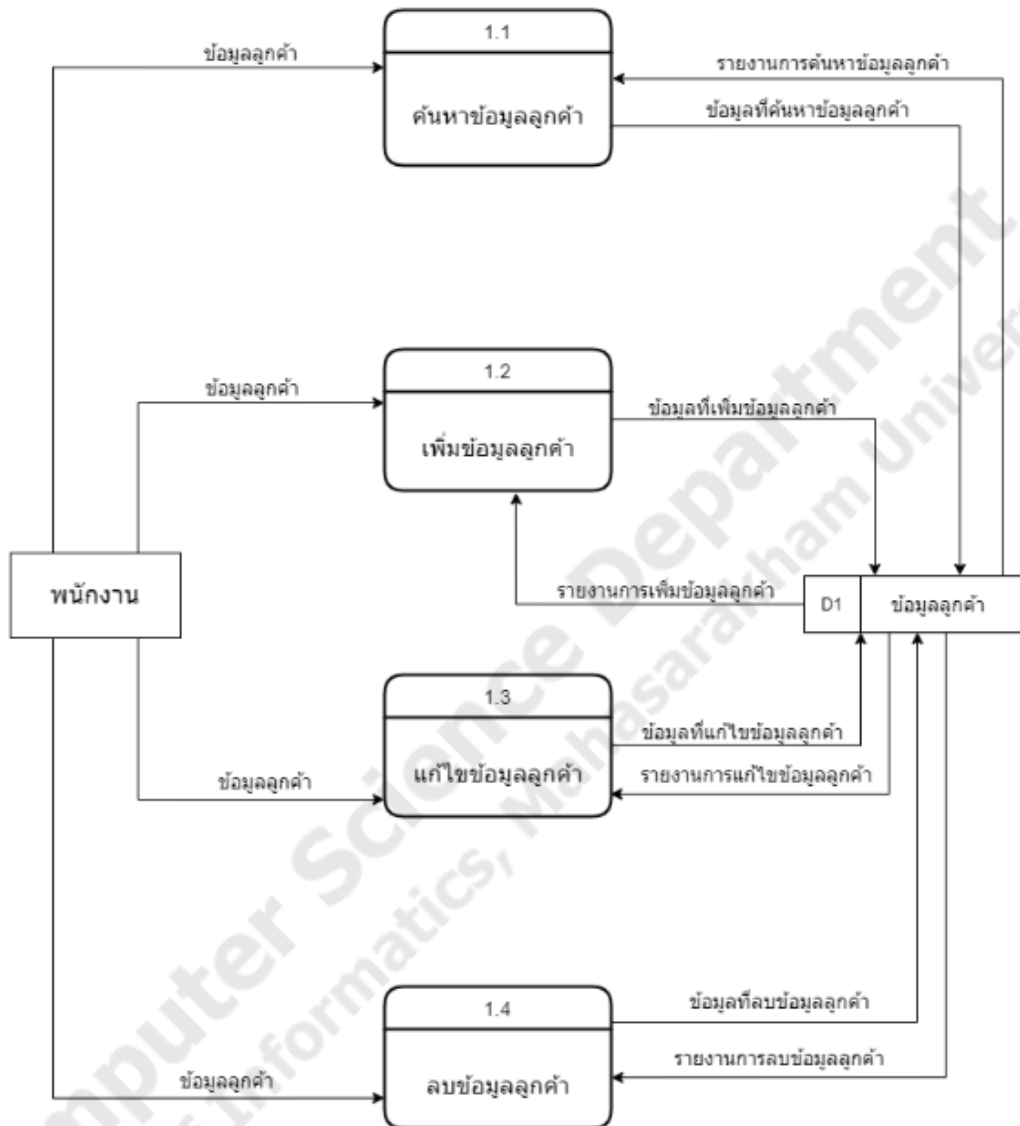 1.1
ข้อมูลลูกค้า
รายงานการค้นหาข้อมูลลูกค้า
ค้นหาข้อมูลลูกค้า
ข้อมูลที่ค้นหาข้อมูลลูกค้า
1.2
ข้อมูลลูกค้า
ข้อมูลที่เพิ่มข้อมูลลูกค้า
เพิ่มข้อมูลลูกค้า
พนักงาน
รายงานการเพิ่มข้อมูลลูกค้า
D1
ข้อมูลลูกค้า
1.3
ข้อมูลที่แก้ไขข้อมูลลูกค้า
แก้ไขข้อมูลลูกค้า
รายงานการแก้ไขข้อมูลลูกค้า
ข้อมูลลูกค้า
1.4
ข้อมูลที่ลบข้อมูลลูกค้า
รายงานการลบข้อมูลลูกค้า
ข้อมูลลูกค้า
ลบข้อมูลลูกค้า
Science Department
Informatics, Mahasarakham